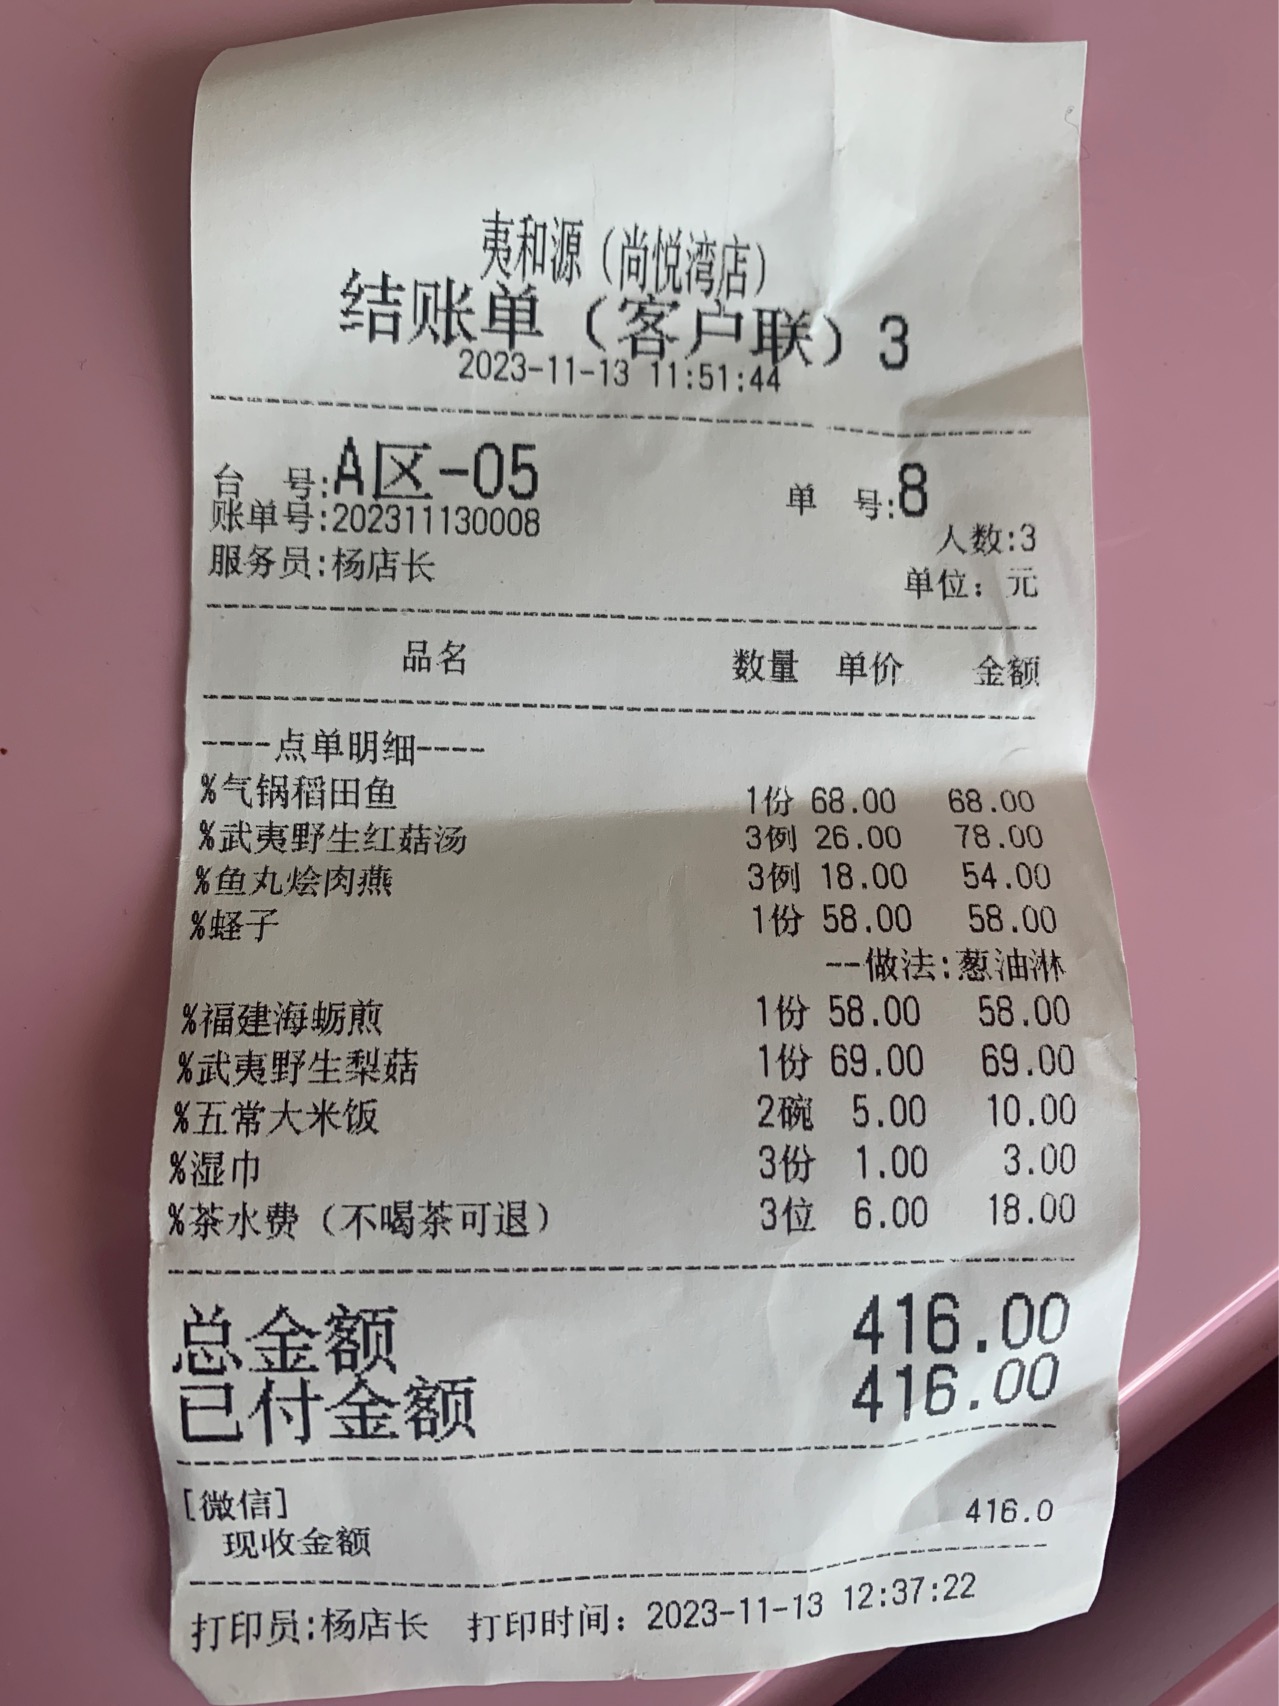 夷和源（尚悦湾店）
结账单（客户联）3
2023-11-13 11:51:44
台 号:A区-05 单 号:8
账单号:202311130008 人数:3
服务员:杨店长 单位：元
品名 数量 单价 金额
----点单明细----
%气锅稻田鱼 1份 68.00 68.00
%武夷野生红菇汤 3例 26.00 78.00
%鱼丸烩肉燕 3例 18.00 54.00
%蛏子 1份 58.00 58.00
--做法:葱油淋
%福建海蛎煎 1份 58.00 58.00
%武夷野生梨菇 1份 69.00 69.00
%五常大米饭 2碗 5.00 10.00
%湿巾 3份 1.00 3.00
%茶水费（不喝茶可退） 3位 6.00 18.00
总金额 416.00
已付金额 416.00
[微信] 416.0
现收金额
打印员:杨店长 打印时间：2023-11-13 12:37:22